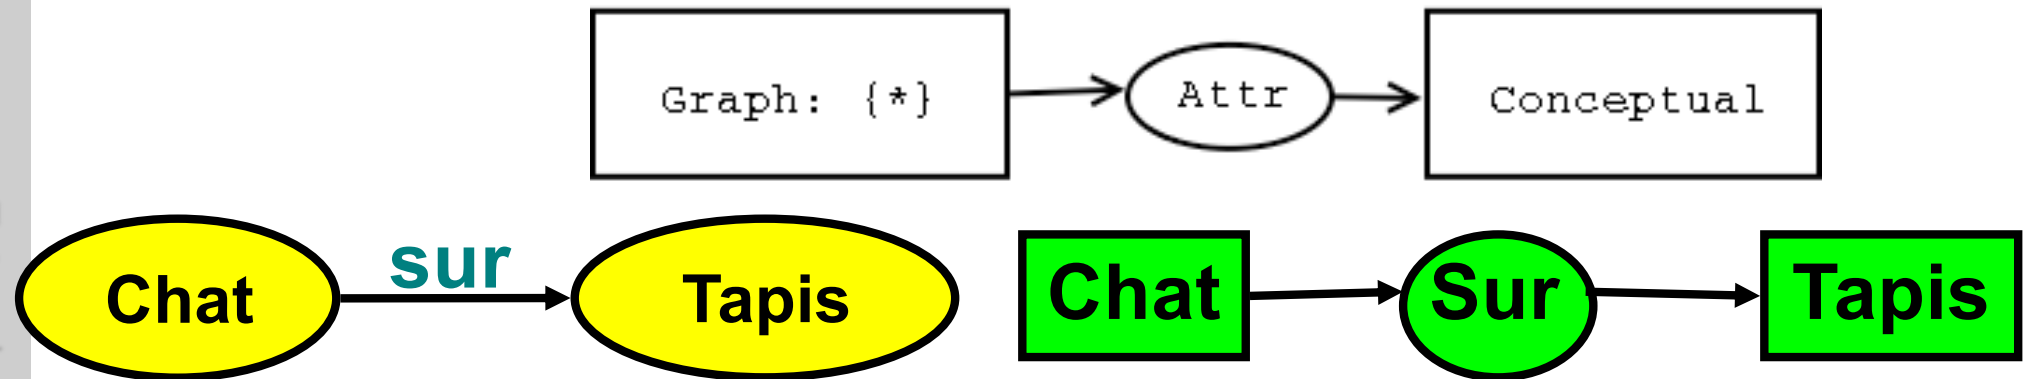 Graph: {*}
Attr
Conceptual
Chat
sur
Tapis
Chat
Sur
Tapis